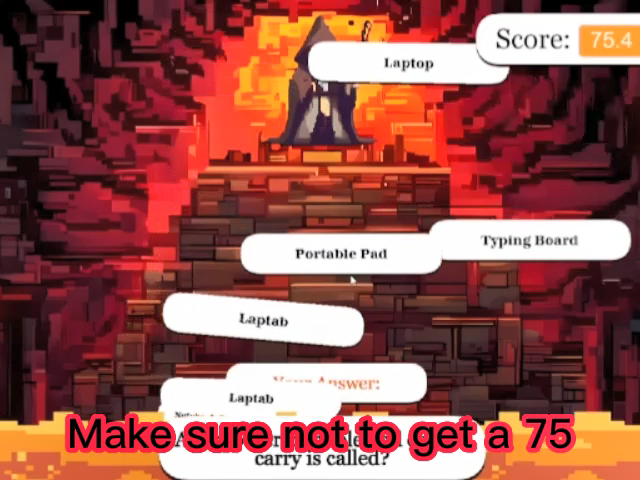 Score: 75.4
Laptop
Typing Board
Portable Pad
Laptab
Your Answer:
Laptab
Make sure not to get a 75
carry is called?